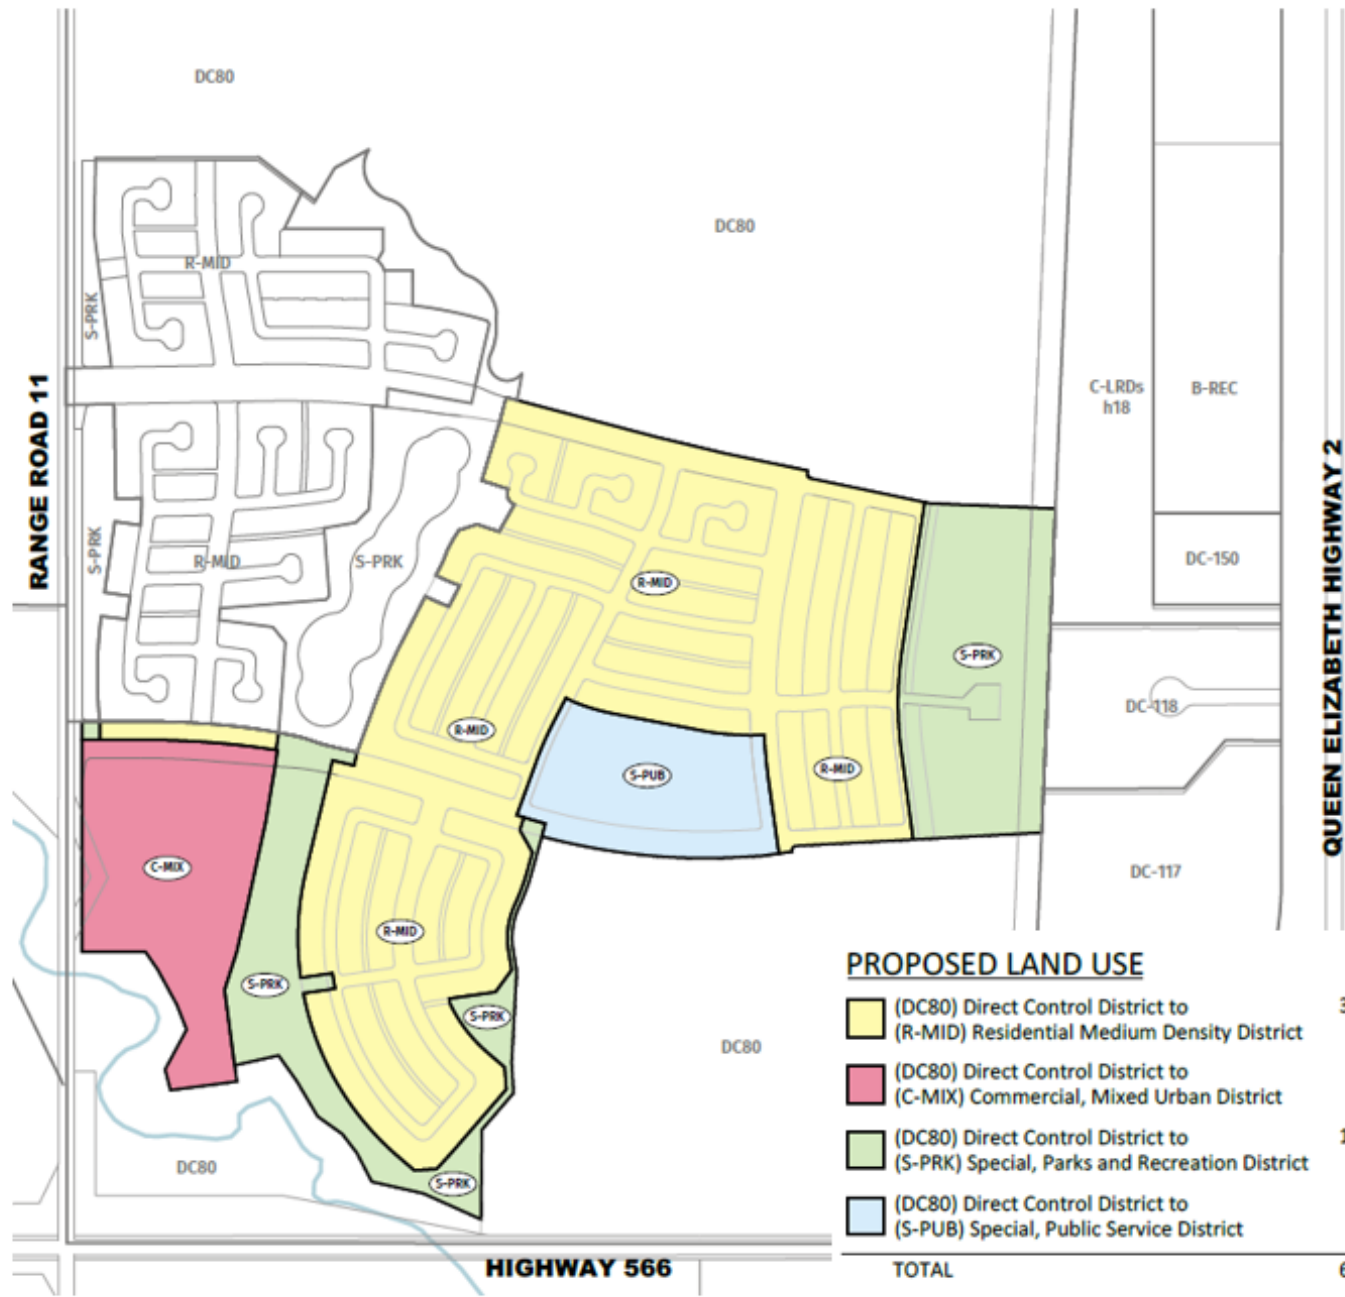 DC80
DC80
R-MID
S-PRK
RANGE ROAD 11
C-LRDs
h18
B-REC
QUEEN ELIZABETH HIGHWAY 2
S-PRK
R-MID
S-PRK
DC-150
R-MID
S-PRK
DC-118
R-MID
S-PUB
R-MID
C-MIX
DC-117
R-MID
S-PRK
S-PRK
DC80
DC80
S-PRK
HIGHWAY 566
PROPOSED LAND USE
(DC80) Direct Control District to
(R-MID) Residential Medium Density District
(DC80) Direct Control District to
(C-MIX) Commercial, Mixed Urban District
(DC80) Direct Control District to
(S-PRK) Special, Parks and Recreation District
(DC80) Direct Control District to
(S-PUB) Special, Public Service District
TOTAL